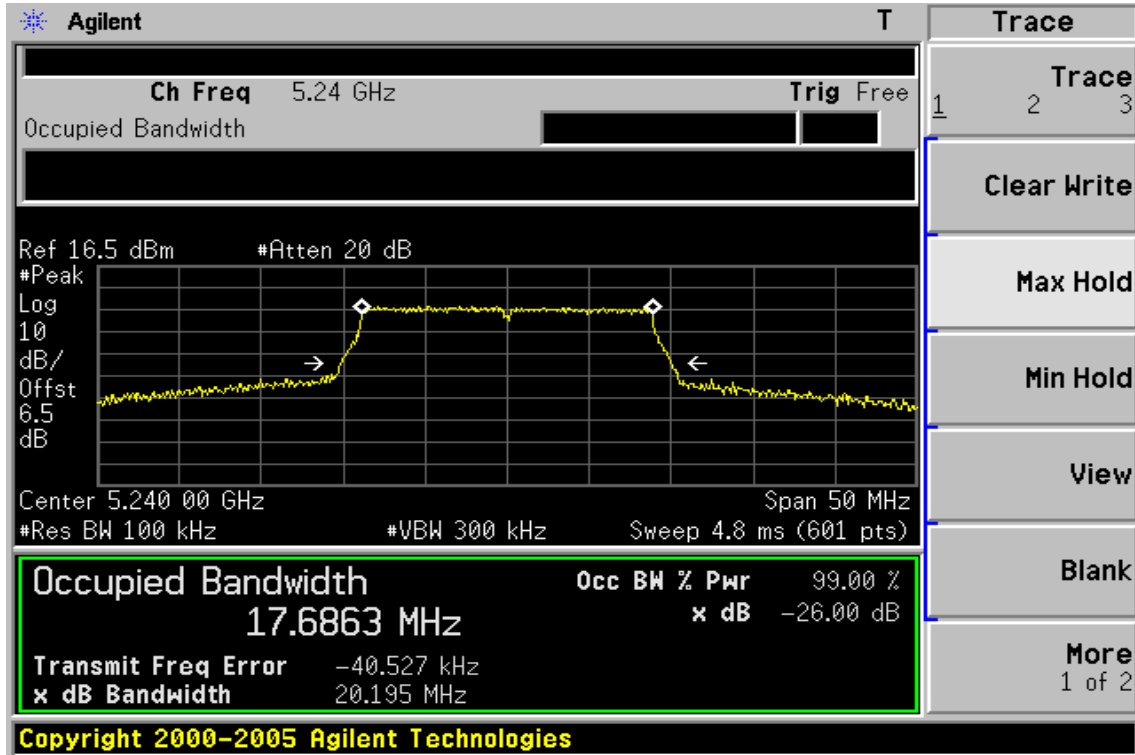 Agilent T Trace
Ch Freq 5.24 GHz Trig Free
Occupied Bandwidth
Trace
1 2 3
Clear Write
Max Hold
Min Hold
View
Blank
More
1 of 2
Ref 16.5 dBm #Atten 20 dB
#Peak
Log
10
dB/
Offst
6.5
dB
Center 5.240 00 GHz Span 50 MHz
#Res BW 100 kHz #VBW 300 kHz Sweep 4.8 ms (601 pts)
Occupied Bandwidth Occ BW % Pwr 99.00 %
17.6863 MHz x dB -26.00 dB
Transmit Freq Error -40.527 kHz
x dB Bandwidth 20.195 MHz
Copyright 2000-2005 Agilent Technologies